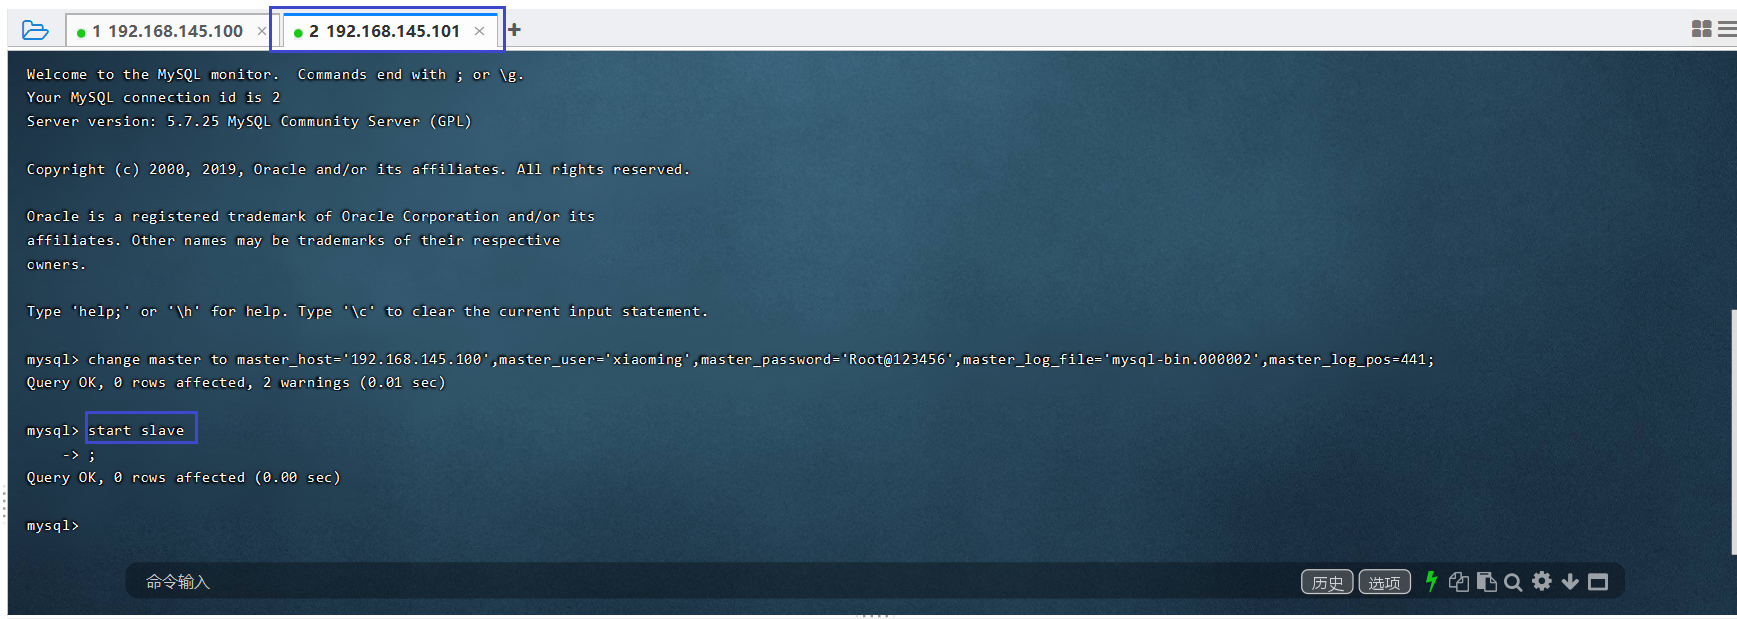 1 192.168.145.100 × 2 192.168.145.101 × +
Welcome to the MySQL monitor.  Commands end with ; or \g.
Your MySQL connection id is 2
Server version: 5.7.25 MySQL Community Server (GPL)
Copyright (c) 2000, 2019, Oracle and/or its affiliates. All rights reserved.
Oracle is a registered trademark of Oracle Corporation and/or its
affiliates. Other names may be trademarks of their respective
owners.
Type 'help;' or '\h' for help. Type '\c' to clear the current input statement.
mysql> change master to master_host='192.168.145.100',master_user='xiaoming',master_password='Root@123456',master_log_file='mysql-bin.000002',master_log_pos=441;
Query OK, 0 rows affected, 2 warnings (0.01 sec)
mysql> start slave
    -> ;
Query OK, 0 rows affected (0.00 sec)
mysql>
命令输入 历史 选项